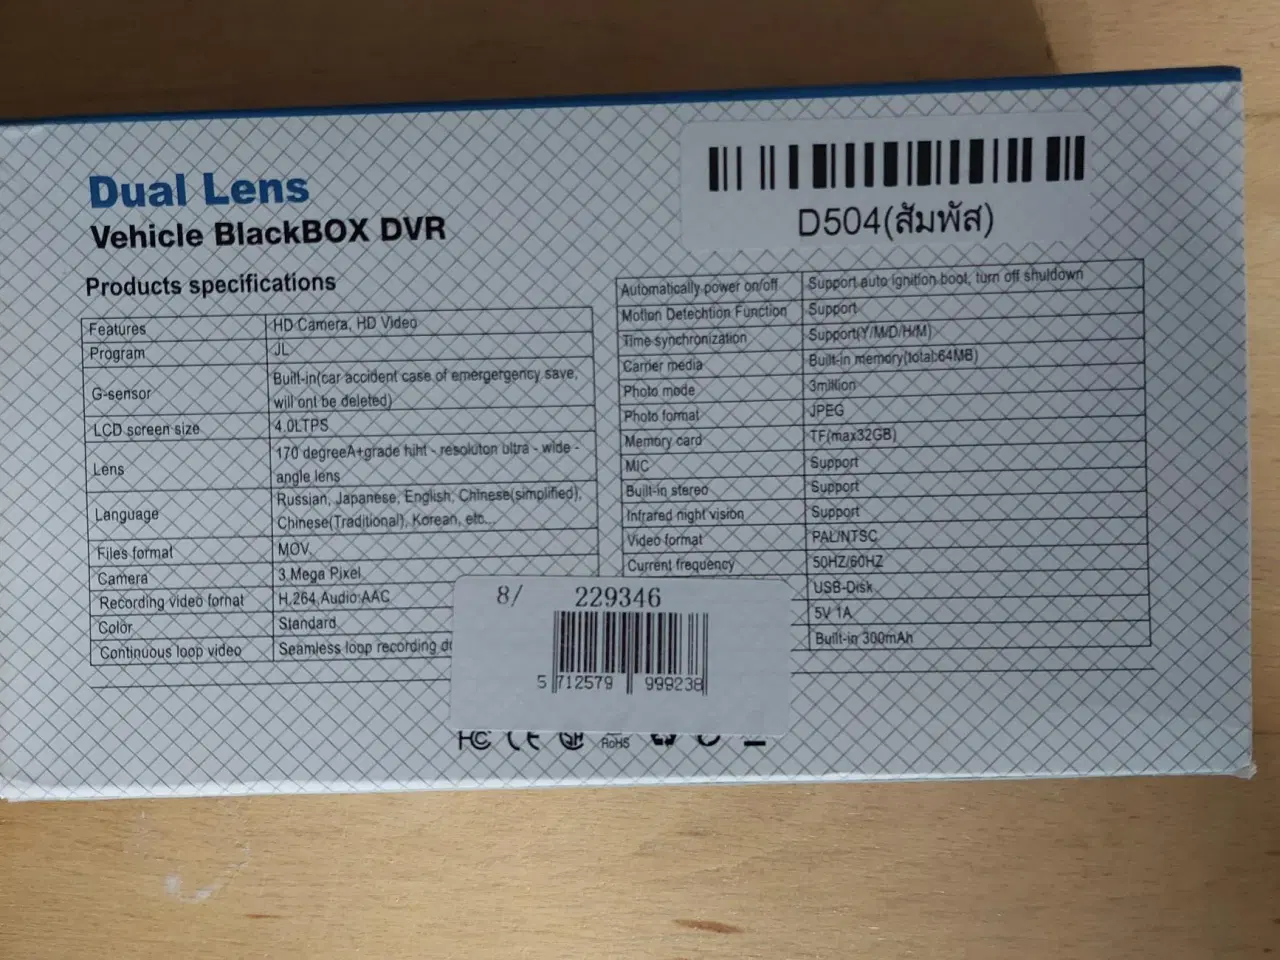 Dual Lens
Vehicle BlackBOX DVR
D504(สัมพัส)
Products specifications
Features HD Camera, HD Video
Program JL
G-sensor Built-in(car accident case of emergergency save,
will ont be deleted)
LCD screen size 4.0LTPS
Lens 170 degreeA+grade hiht - resoluton ultra - wide -
angle lens
Language Russian, Japanese, English, Chinese(simplified),
Chinese(Traditional), Korean, etc...
Files format MOV,
Camera 3 Mega Pixel
Recording video fornat H.264,Audio:AAC
Color Standard
Continuous loop video Seamless loop recording
Automatically power on/off Support auto ignition boot, turn off shuldown
Motion Detechtion Function Support
Time synchronization Support(Y/M/D/H/M)
Carrier media Built-in memory(total:64MB)
Photo mode 3million
Photo format JPEG
Memory card TF(max32GB)
MIC Support
Built-in stereo Support
Infrared night vision Support
Video format PAL/NTSC
Current frequency 50HZ/60HZ
USB-Disk
5V 1A
Built-in 300mAh
8/ 229346
5 712579 999238
FC CE RoHS